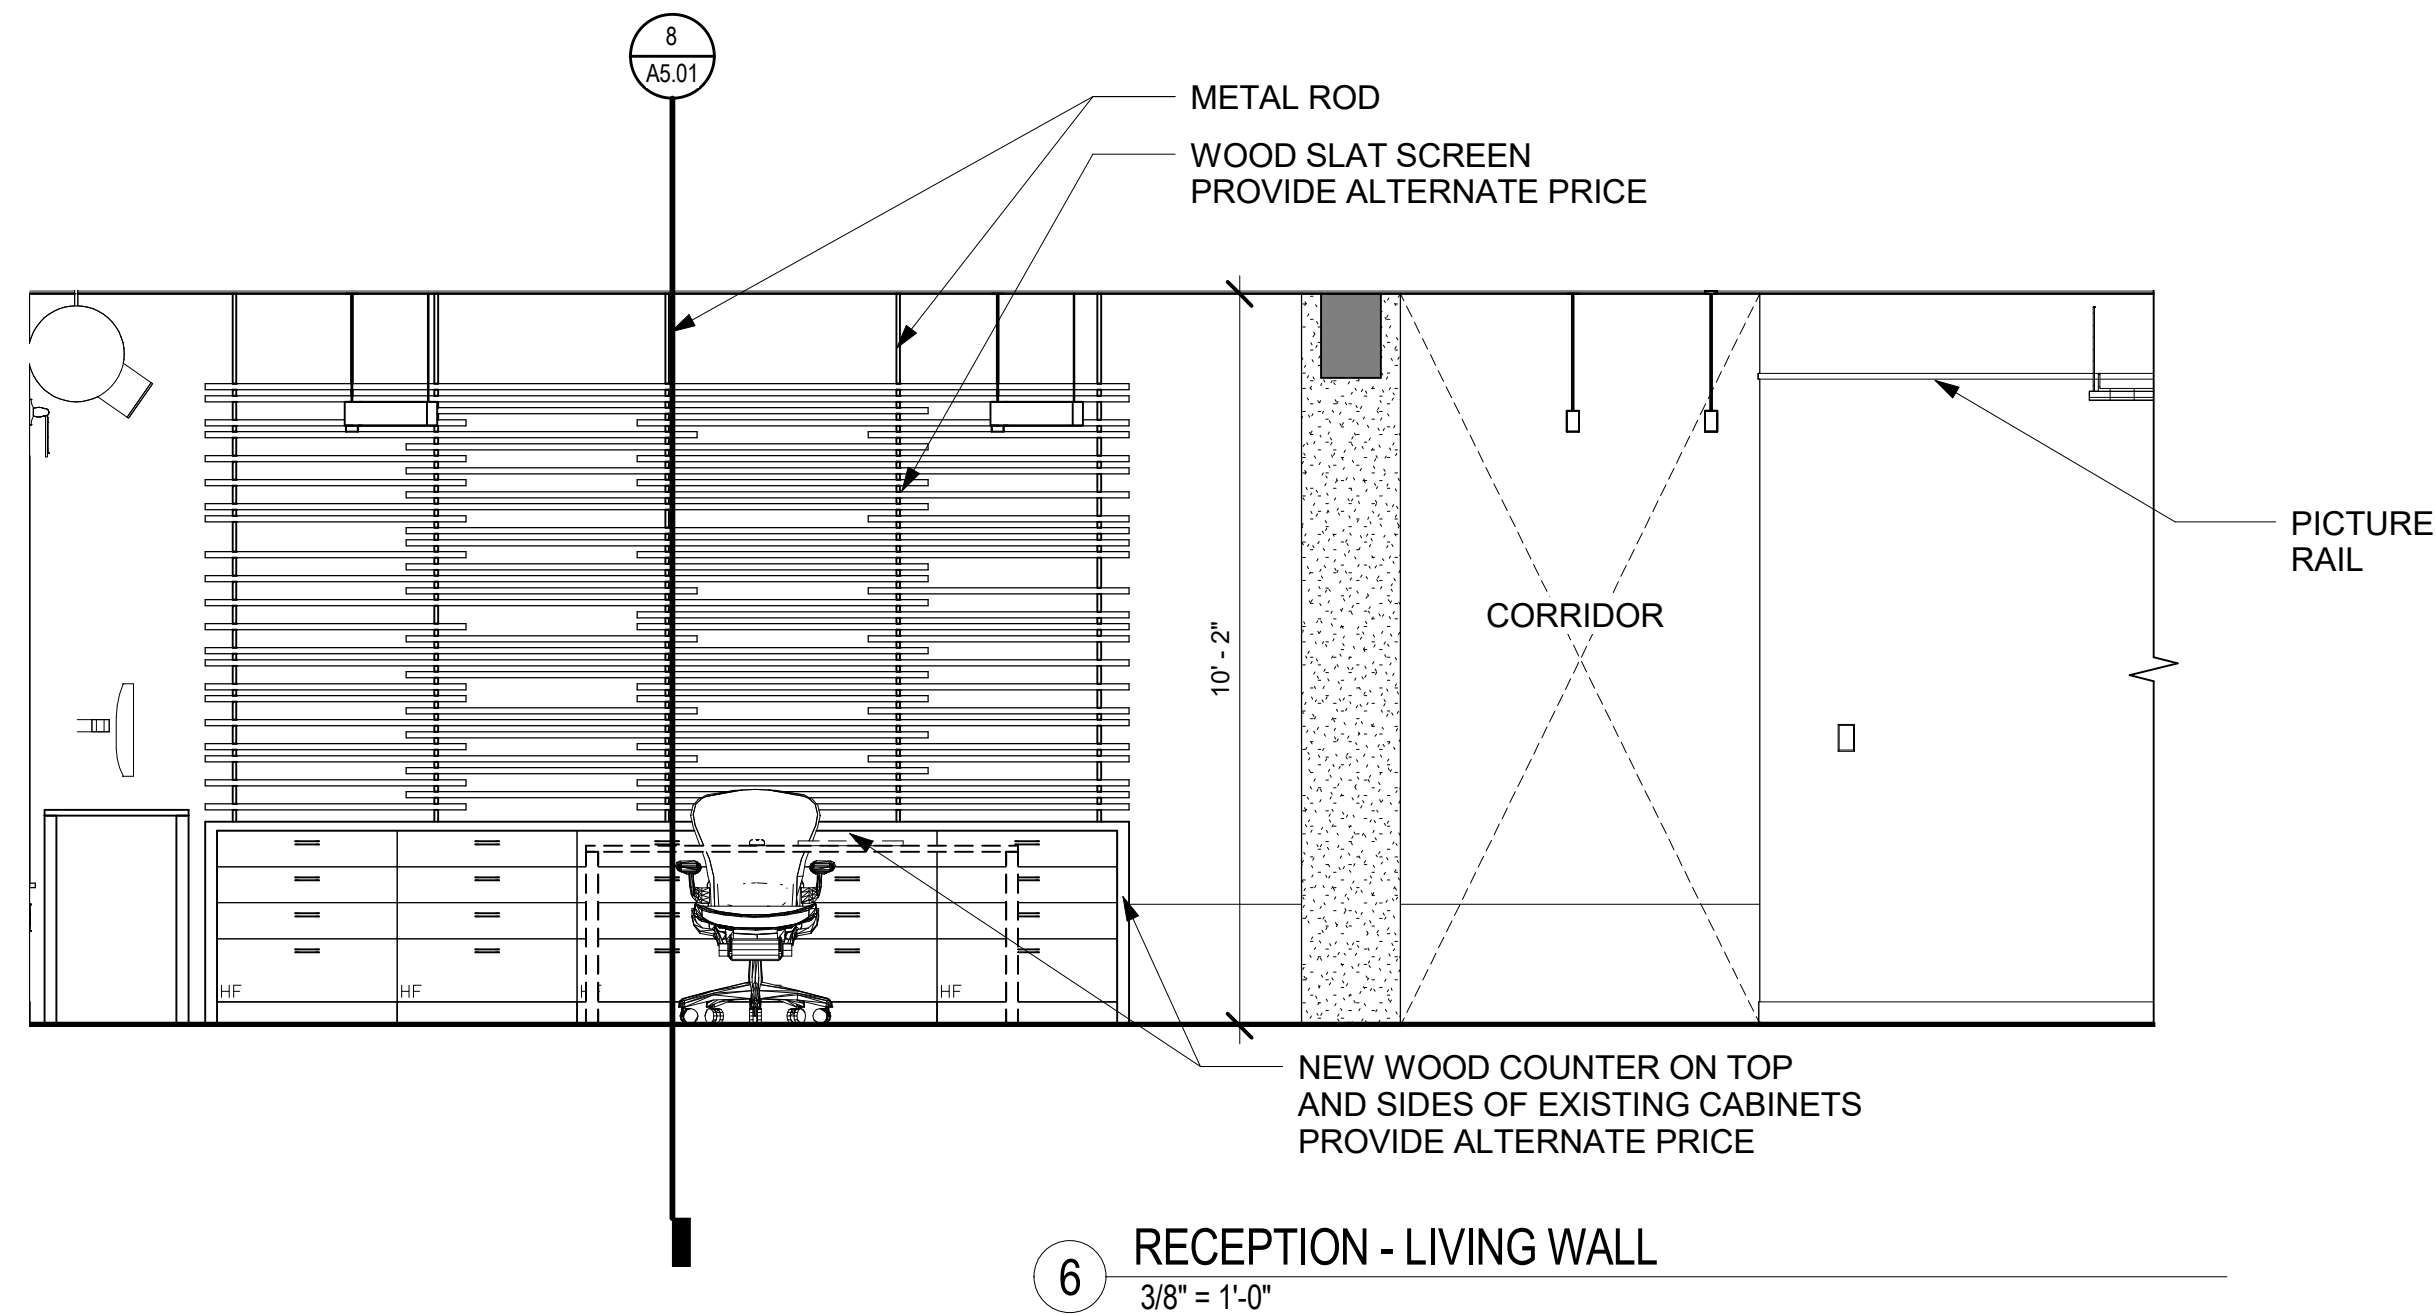 8
A5.01
METAL ROD
WOOD SLAT SCREEN
PROVIDE ALTERNATE PRICE
PICTURE
RAIL
CORRIDOR
10' - 2"
HF
HF
HF
HF
NEW WOOD COUNTER ON TOP
AND SIDES OF EXISTING CABINETS
PROVIDE ALTERNATE PRICE
6
RECEPTION - LIVING WALL
3/8" = 1'-0"